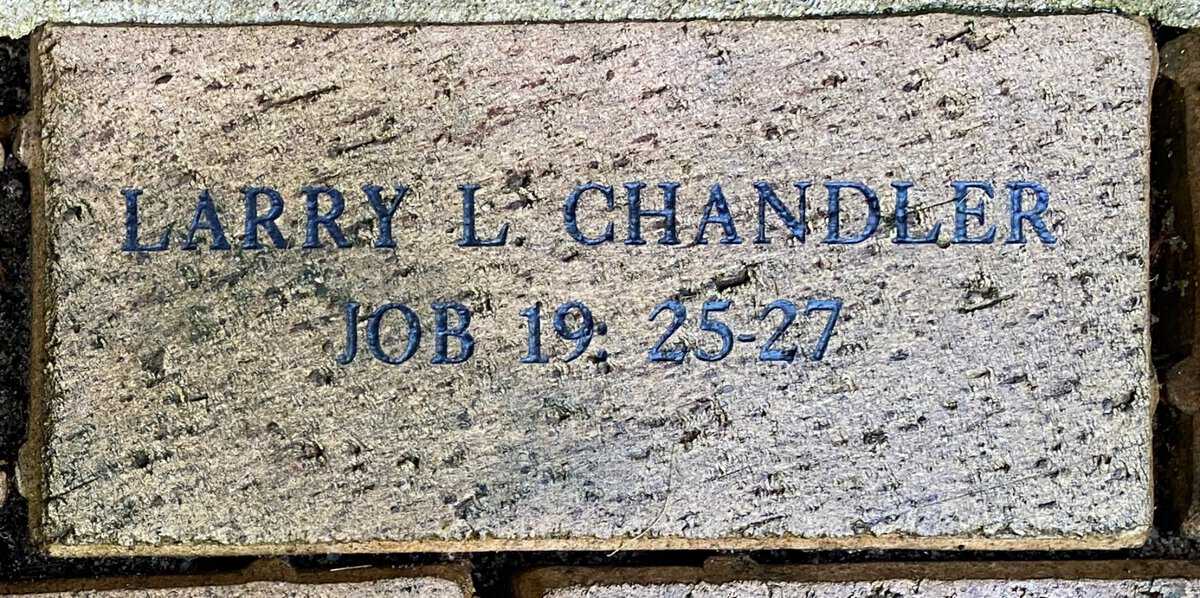 LARRY L. CHANDLER
JOB 19: 25-27